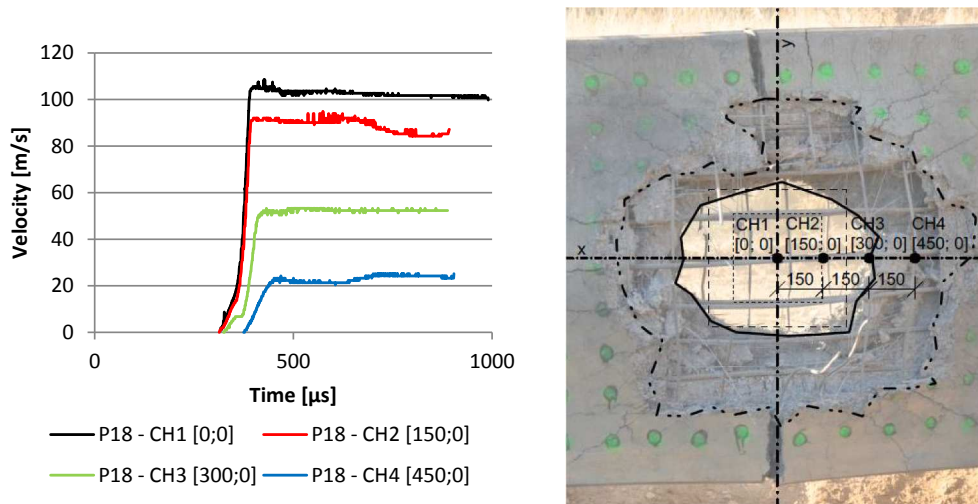 120
100
80
60
40
20
0
Velocity [m/s]
0
500
1000
Time [µs]
P18 - CH1 [0;0]
P18 - CH2 [150;0]
P18 - CH3 [300;0]
P18 - CH4 [450;0]
y
x
CH1 CH2 CH3 CH4
[0; 0] [150; 0] [300; 0] [450; 0]
150 150 150